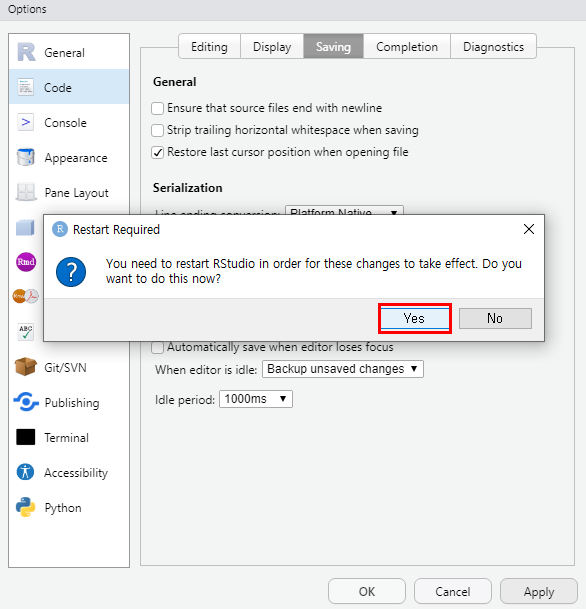 Options
General
Code
Console
Appearance
Pane Layout
Rmd
ABC
Git/SVN
Publishing
Terminal
Accessibility
Python
Editing
Display
Saving
Completion
Diagnostics
General
Ensure that source files end with newline
Strip trailing horizontal whitespace when saving
Restore last cursor position when opening file
Serialization
Line ending conversion: Platform Native
R Restart Required
You need to restart RStudio in order for these changes to take effect. Do you
want to do this now?
Yes
No
Automatically save when editor loses focus
When editor is idle: Backup unsaved changes
Idle period: 1000ms
OK
Cancel
Apply